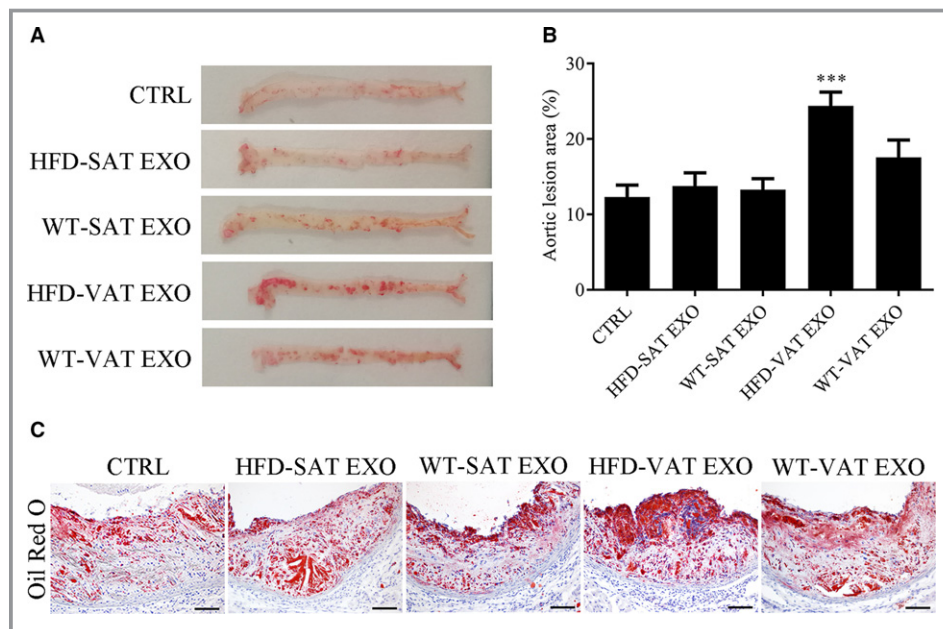 A
CTRL
HFD-SAT EXO
WT-SAT EXO
HFD-VAT EXO
WT-VAT EXO
B
Aortic lesion area (%)
30
20
10
0
***
CTRL
HFD-SAT EXO
WT-SAT EXO
HFD-VAT EXO
WT-VAT EXO
C
CTRL
HFD-SAT EXO
WT-SAT EXO
HFD-VAT EXO
WT-VAT EXO
Oil Red O